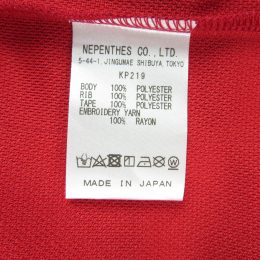 NEPENTHES CO., LTD.
5-44-1, JINGUMAE SHIBUYA, TOKYO
KP219
BODY 100% POLYESTER
RIB 100% POLYESTER
TAPE 100% POLYESTER
EMBROIDERY YARN
100% RAYON
MADE IN JAPAN